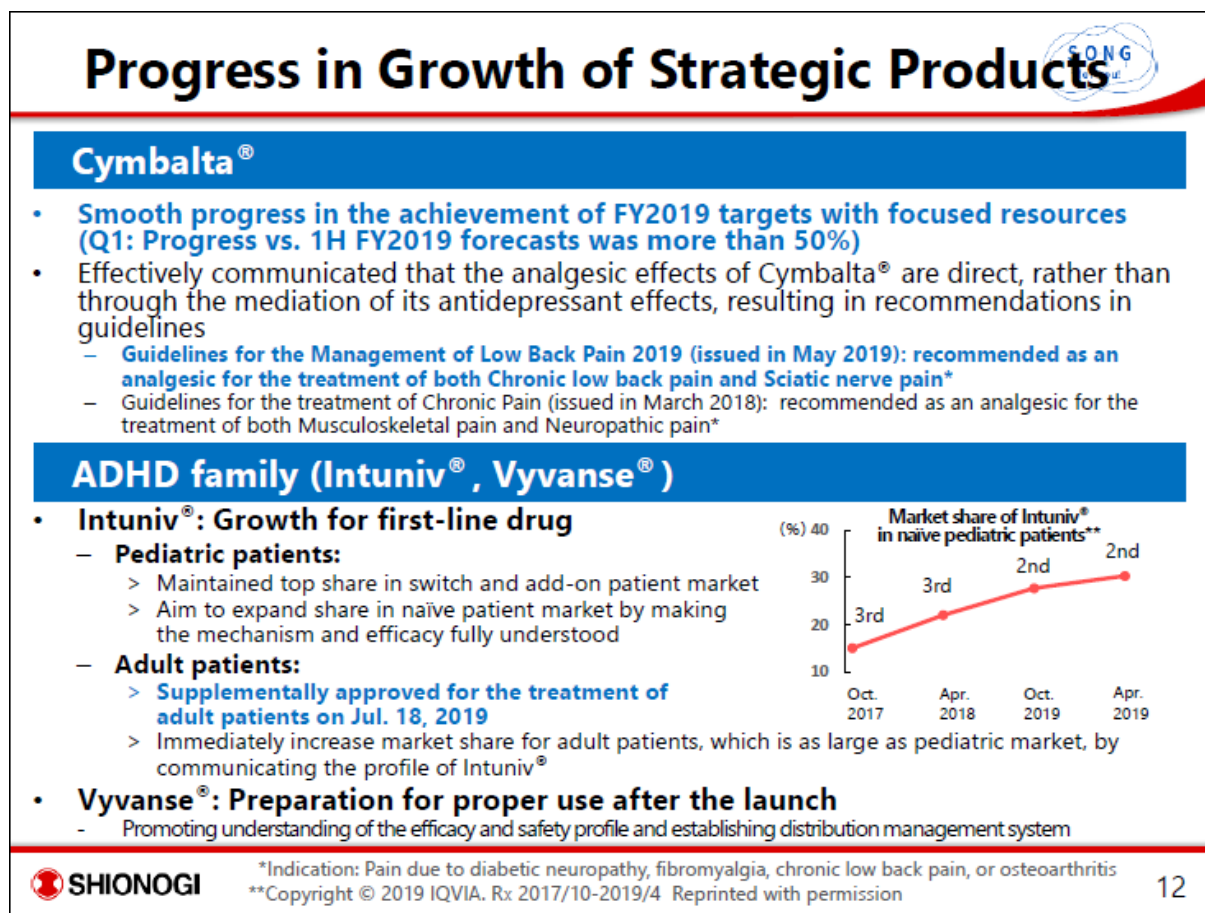 Progress in Growth of Strategic Products
SONG
Cymbalta®
• Smooth progress in the achievement of FY2019 targets with focused resources
(Q1: Progress vs. 1H FY2019 forecasts was more than 50%)
• Effectively communicated that the analgesic effects of Cymbalta® are direct, rather than
through the mediation of its antidepressant effects, resulting in recommendations in
guidelines
– Guidelines for the Management of Low Back Pain 2019 (issued in May 2019): recommended as an
analgesic for the treatment of both Chronic low back pain and Sciatic nerve pain*
– Guidelines for the treatment of Chronic Pain (issued in March 2018): recommended as an analgesic for the
treatment of both Musculoskeletal pain and Neuropathic pain*
ADHD family (Intuniv®, Vyvanse®)
• Intuniv®: Growth for first-line drug
– Pediatric patients:
> Maintained top share in switch and add-on patient market
> Aim to expand share in naïve patient market by making
the mechanism and efficacy fully understood
– Adult patients:
> Supplementally approved for the treatment of
adult patients on Jul. 18, 2019
> Immediately increase market share for adult patients, which is as large as pediatric market, by
communicating the profile of Intuniv®
Market share of Intuniv®
in naïve pediatric patients**
(%) 40
30
20
10
3rd
3rd
2nd
2nd
Oct. Apr. Oct. Apr.
2017 2018 2019 2019
• Vyvanse®: Preparation for proper use after the launch
- Promoting understanding of the efficacy and safety profile and establishing distribution management system
SHIONOGI
*Indication: Pain due to diabetic neuropathy, fibromyalgia, chronic low back pain, or osteoarthritis
**Copyright © 2019 IQVIA. Rx 2017/10-2019/4 Reprinted with permission
12